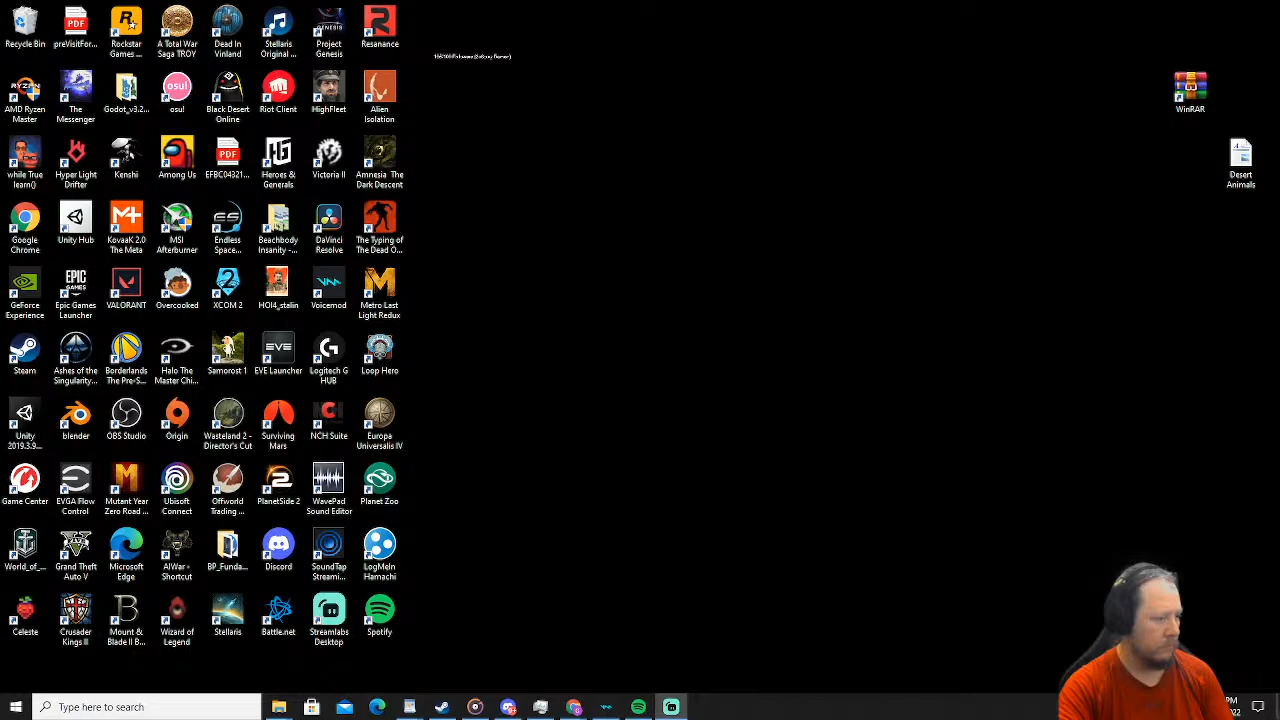 Recycle Bin
preVisitFor...
Rockstar Games ...
A Total War Saga TROY
Dead In Vinland
Stellaris Original ...
Project Genesis
Resonance
AMD Ryzen Master
The Messenger
Godot_v3.2...
osu!
Black Desert Online
Riot Client
HighFleet
Alien Isolation
WinRAR
while True learn()
Hyper Light Drifter
Kenshi
Among Us
EFBC04321...
Heroes & Generals
Victoria II
Amnesia The Dark Descent
Desert Animals
Google Chrome
Unity Hub
KovaaK 2.0 The Meta
MSI Afterburner
Endless Space...
Beachbody Insanity -...
DaVinci Resolve
The Typing of The Dead O...
GeForce Experience
Epic Games Launcher
VALORANT
Overcooked
XCOM 2
HOI4_stalin
Voicemod
Metro Last Light Redux
Steam
Ashes of the Singularity...
Borderlands The Pre-S...
Halo The Master Chi...
Samorost 1
EVE Launcher
Logitech G HUB
Loop Hero
Unity 2019.3.9...
blender
OBS Studio
Origin
Wasteland 2 - Director's Cut
Surviving Mars
NCH Suite
Europa Universalis IV
Game Center
EVGA Flow Control
Mutant Year Zero Road ...
Ubisoft Connect
Offworld Trading ...
PlanetSide 2
WavePad Sound Editor
Planet Zoo
World_of_...
Grand Theft Auto V
Microsoft Edge
AIWar - Shortcut
BP_Funda...
Discord
SoundTap Streami...
LogMeIn Hamachi
Celeste
Crusader Kings II
Mount & Blade II B...
Wizard of Legend
Stellaris
Battle.net
Streamlabs Desktop
Spotify
Type here to search